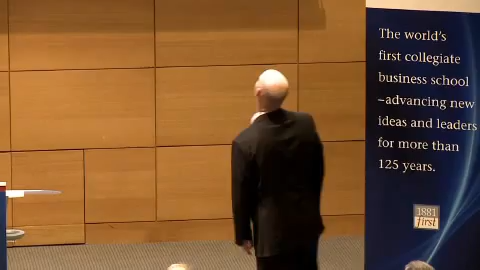 The world's
first collegiate
business school
–advancing new
ideas and leaders
for more than
125 years.
1881
first